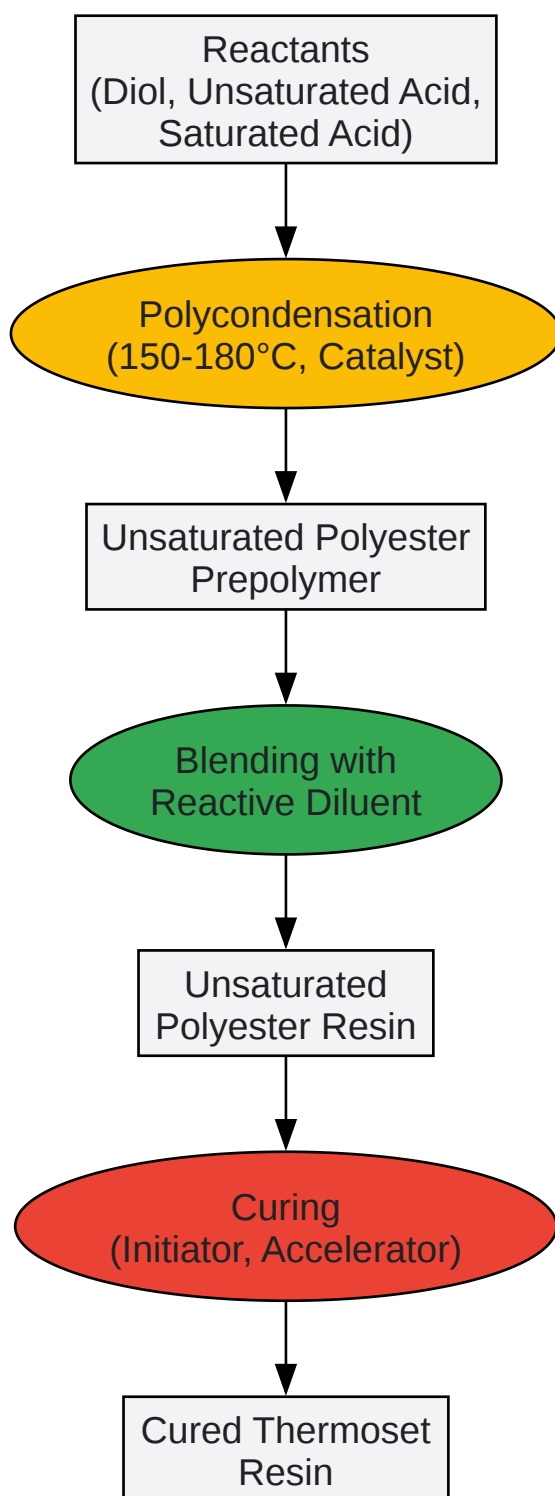 Reactants
(Diol, Unsaturated Acid,
Saturated Acid)
Polycondensation
(150-180°C, Catalyst)
Unsaturated Polyester
Prepolymer
Blending with
Reactive Diluent
Unsaturated
Polyester Resin
Curing
(Initiator, Accelerator)
Cured Thermoset
Resin